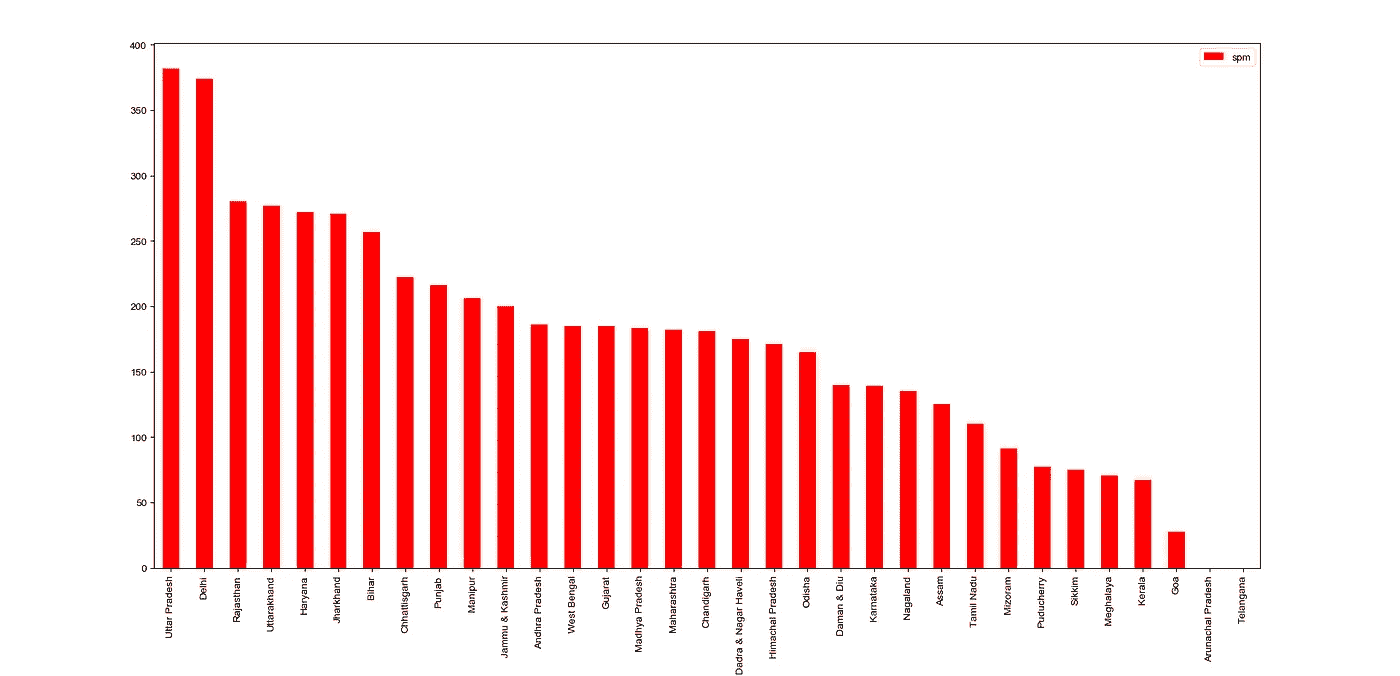 400
350
300
250
200
150
100
50
0
spm
Uttar Pradesh
Delhi
Rajasthan
Uttarakhand
Haryana
Jharkhand
Bihar
Chhattisgarh
Punjab
Manipur
Jammu & Kashmir
Andhra Pradesh
West Bengal
Gujarat
Madhya Pradesh
Maharashtra
Chandigarh
Dadra & Nagar Haveli
Himachal Pradesh
Odisha
Daman & Diu
Karnataka
Nagaland
Assam
Tamil Nadu
Mizoram
Puducherry
Sikkim
Meghalaya
Kerala
Goa
Arunachal Pradesh
Telangana